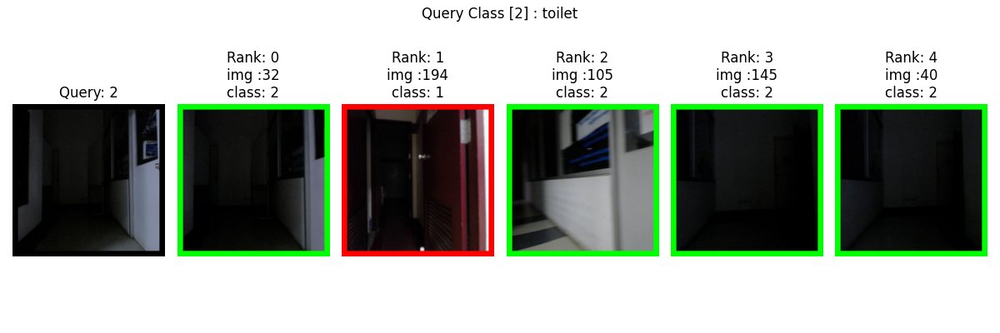 Query Class [2] : toilet
Query: 2
Rank: 0
img :32
class: 2
Rank: 1
img :194
class: 1
Rank: 2
img :105
class: 2
Rank: 3
img :145
class: 2
Rank: 4
img :40
class: 2